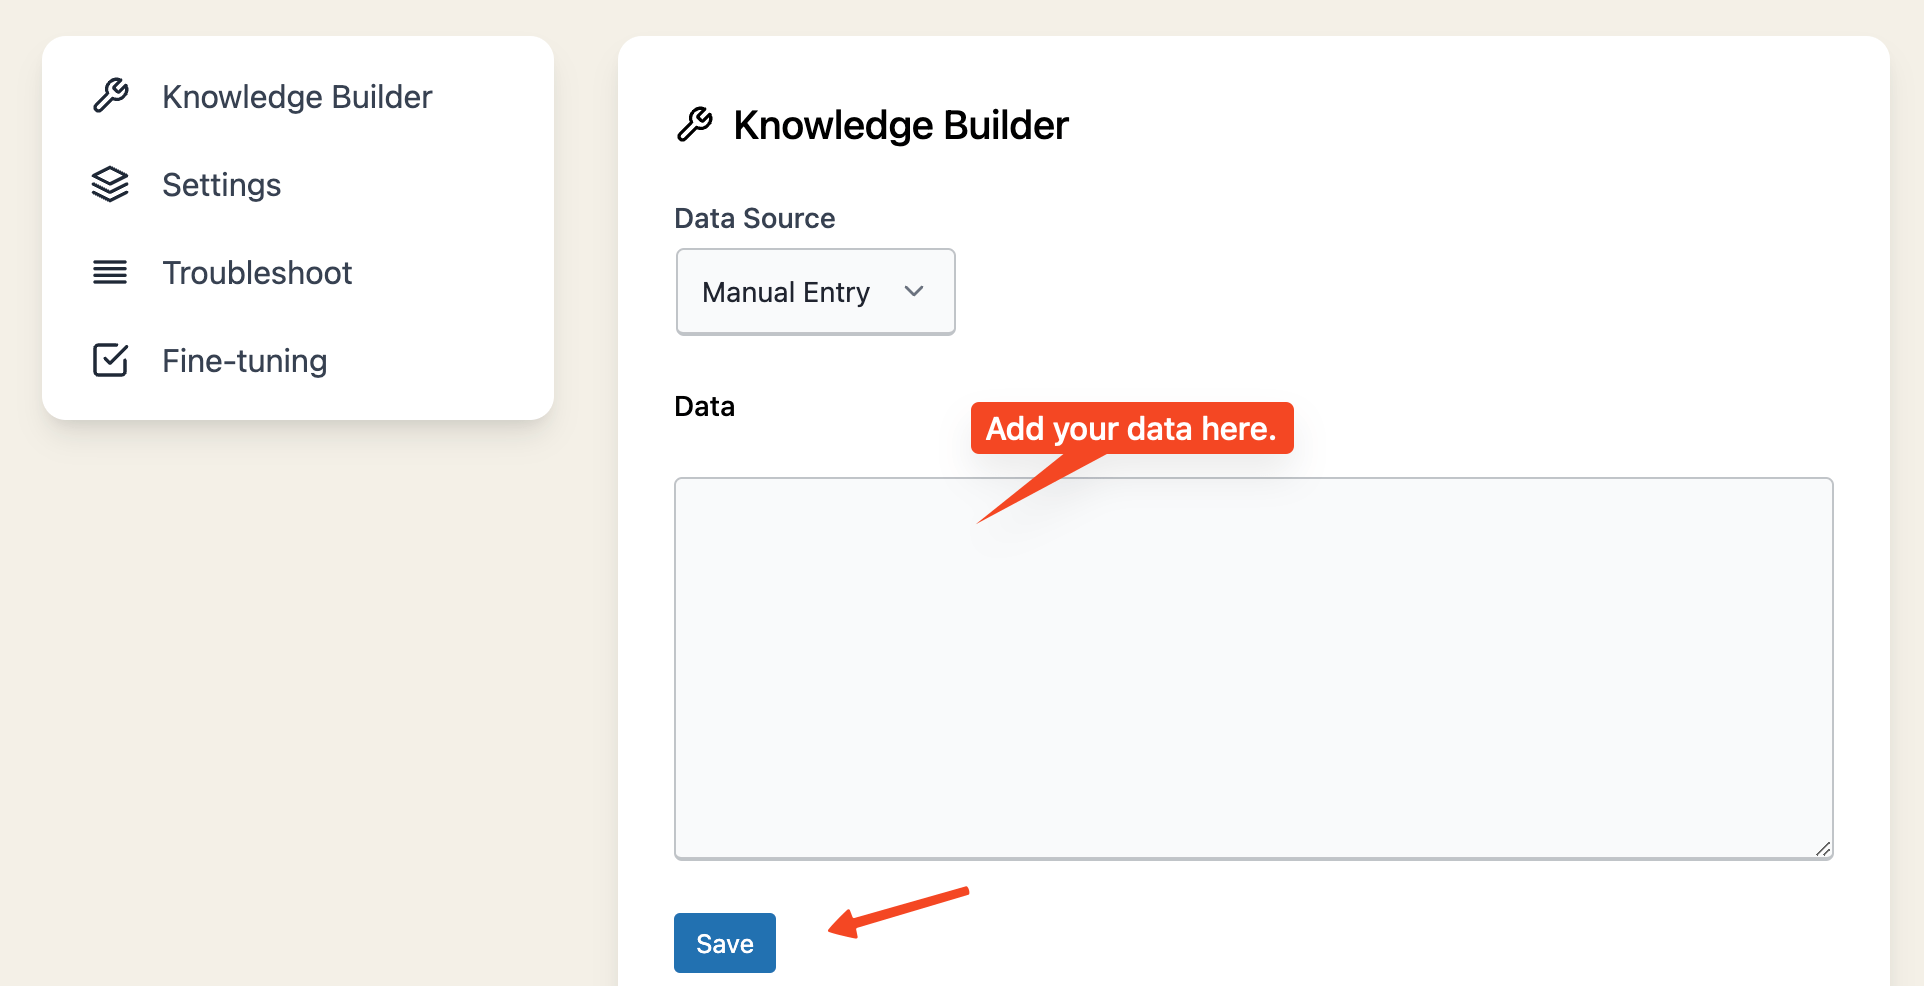 Knowledge Builder
Settings
Troubleshoot
Fine-tuning
Knowledge Builder
Data Source
Manual Entry
Data
Add your data here.
Save